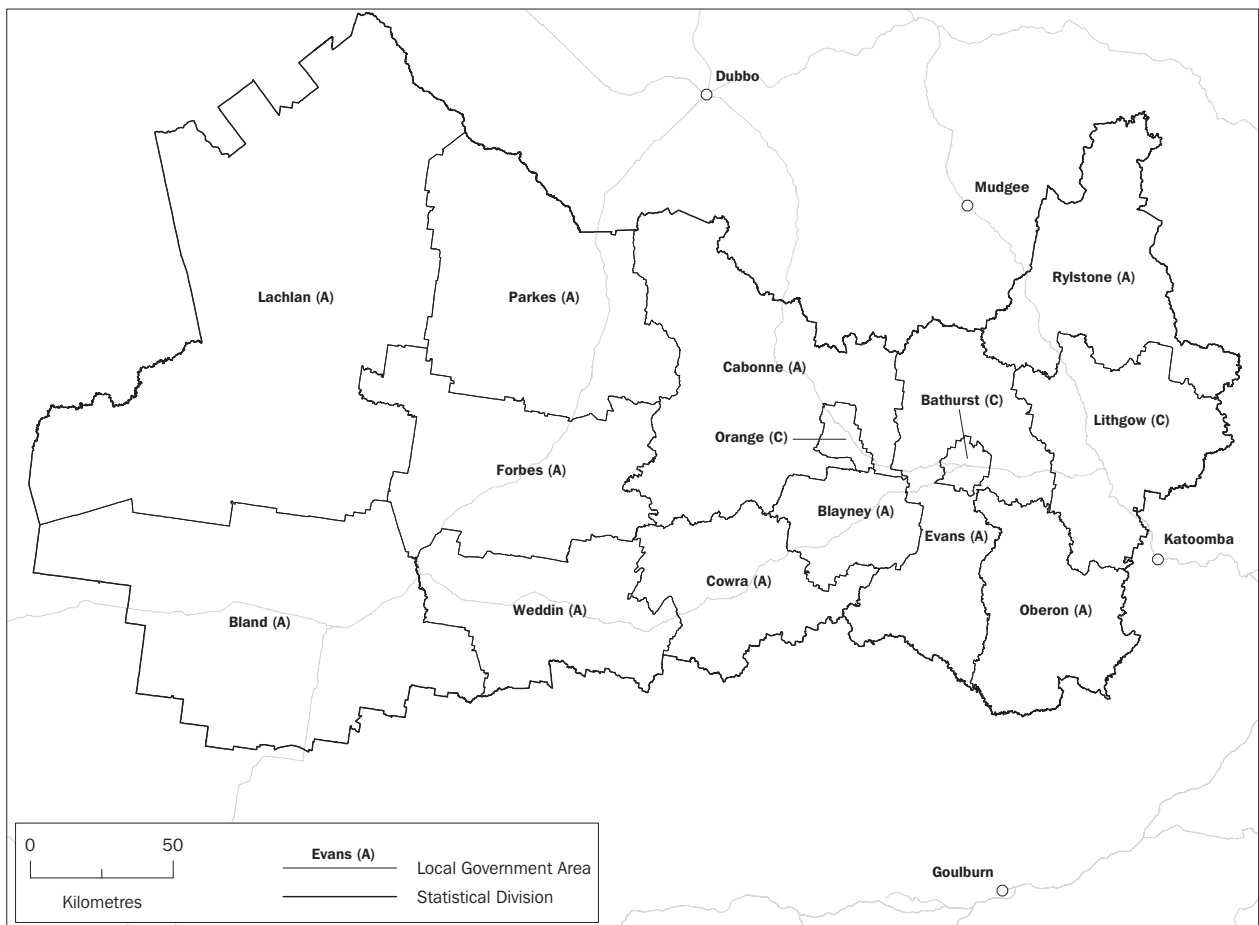 Dubbo
Mudgee
Rylstone (A)
Lachlan (A)
Parkes (A)
Cabonne (A)
Bathurst (C)
Lithgow (C)
Orange (C)
Forbes (A)
Blayney (A)
Evans (A)
Katoomba
Cowra (A)
Weddin (A)
Oberon (A)
Bland (A)
0 50
Kilometres
Evans (A)
Local Government Area
Statistical Division
Goulburn